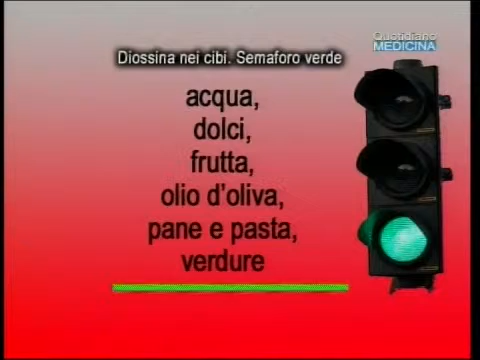 Quotidiano
MEDICINA
Diossina nei cibi. Semaforo verde
acqua,
dolci,
frutta,
olio d'oliva,
pane e pasta,
verdure